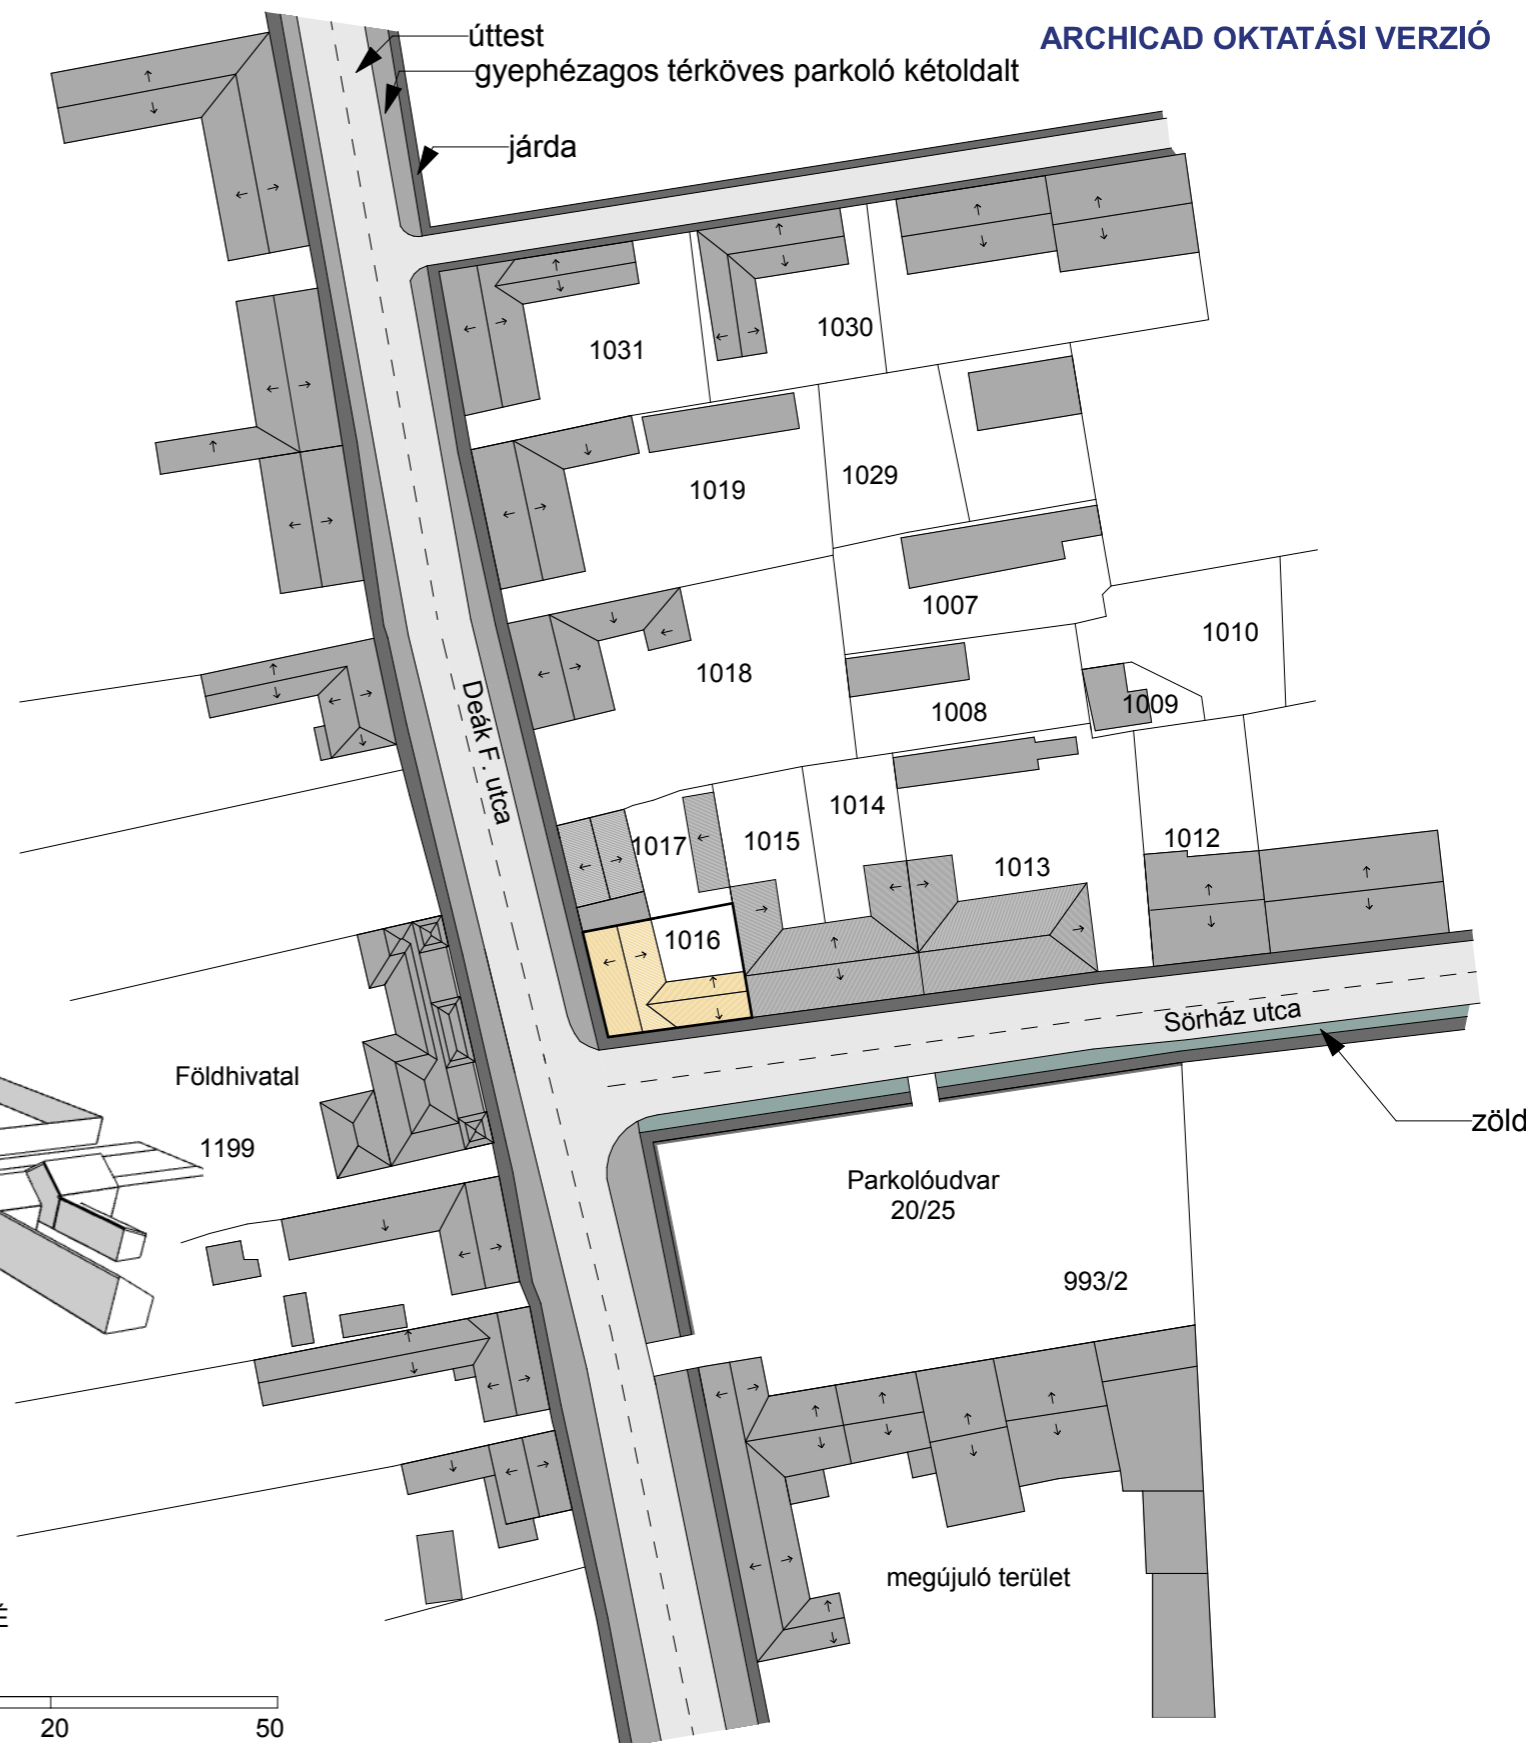 ARCHICAD OKTATÁSI VERZIÓ
úttest
gyephézagos térköves parkoló kétoldalt
járda
1031
1030
1019
1029
1007
1010
1018
1008
1009
Deák F. utca
1014
1017
1015
1012
1013
1016
Sörház utca
Földhivatal
1199
zöld
Parkolóudvar
20/25
993/2
megújuló terület
É
20
50